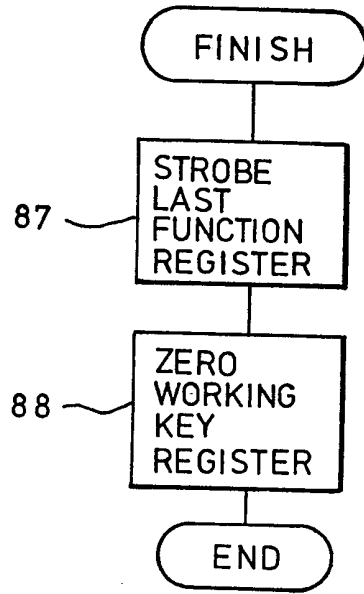 FINISH
87
STROBE
LAST
FUNCTION
REGISTER
88
ZERO
WORKING
KEY
REGISTER
END